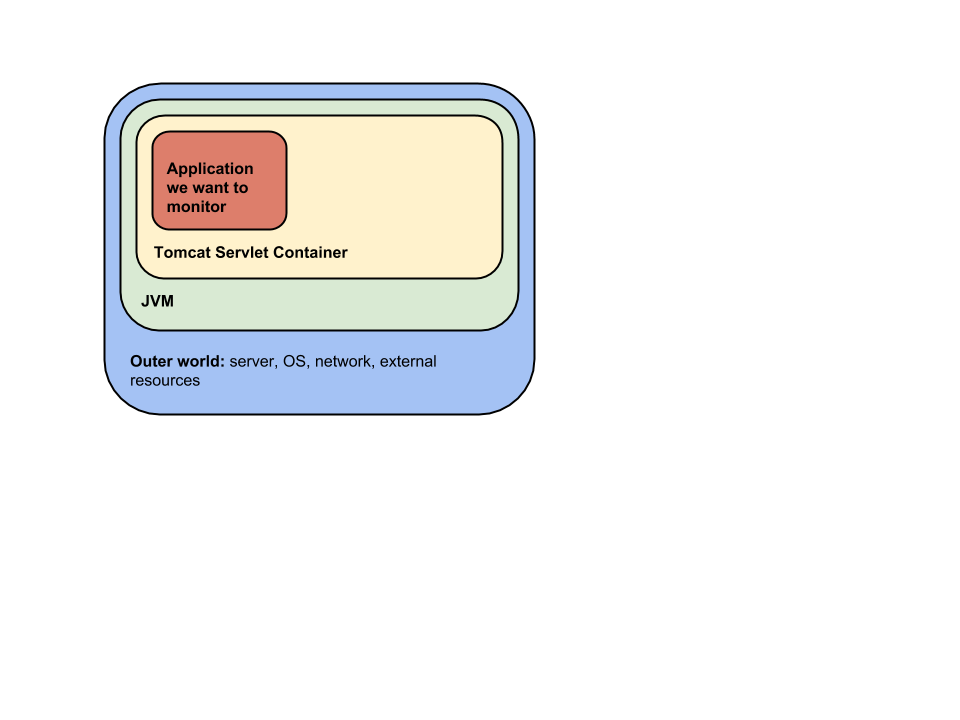 Application
we want to
monitor
Tomcat Servlet Container
JVM
Outer world: server, OS, network, external
resources